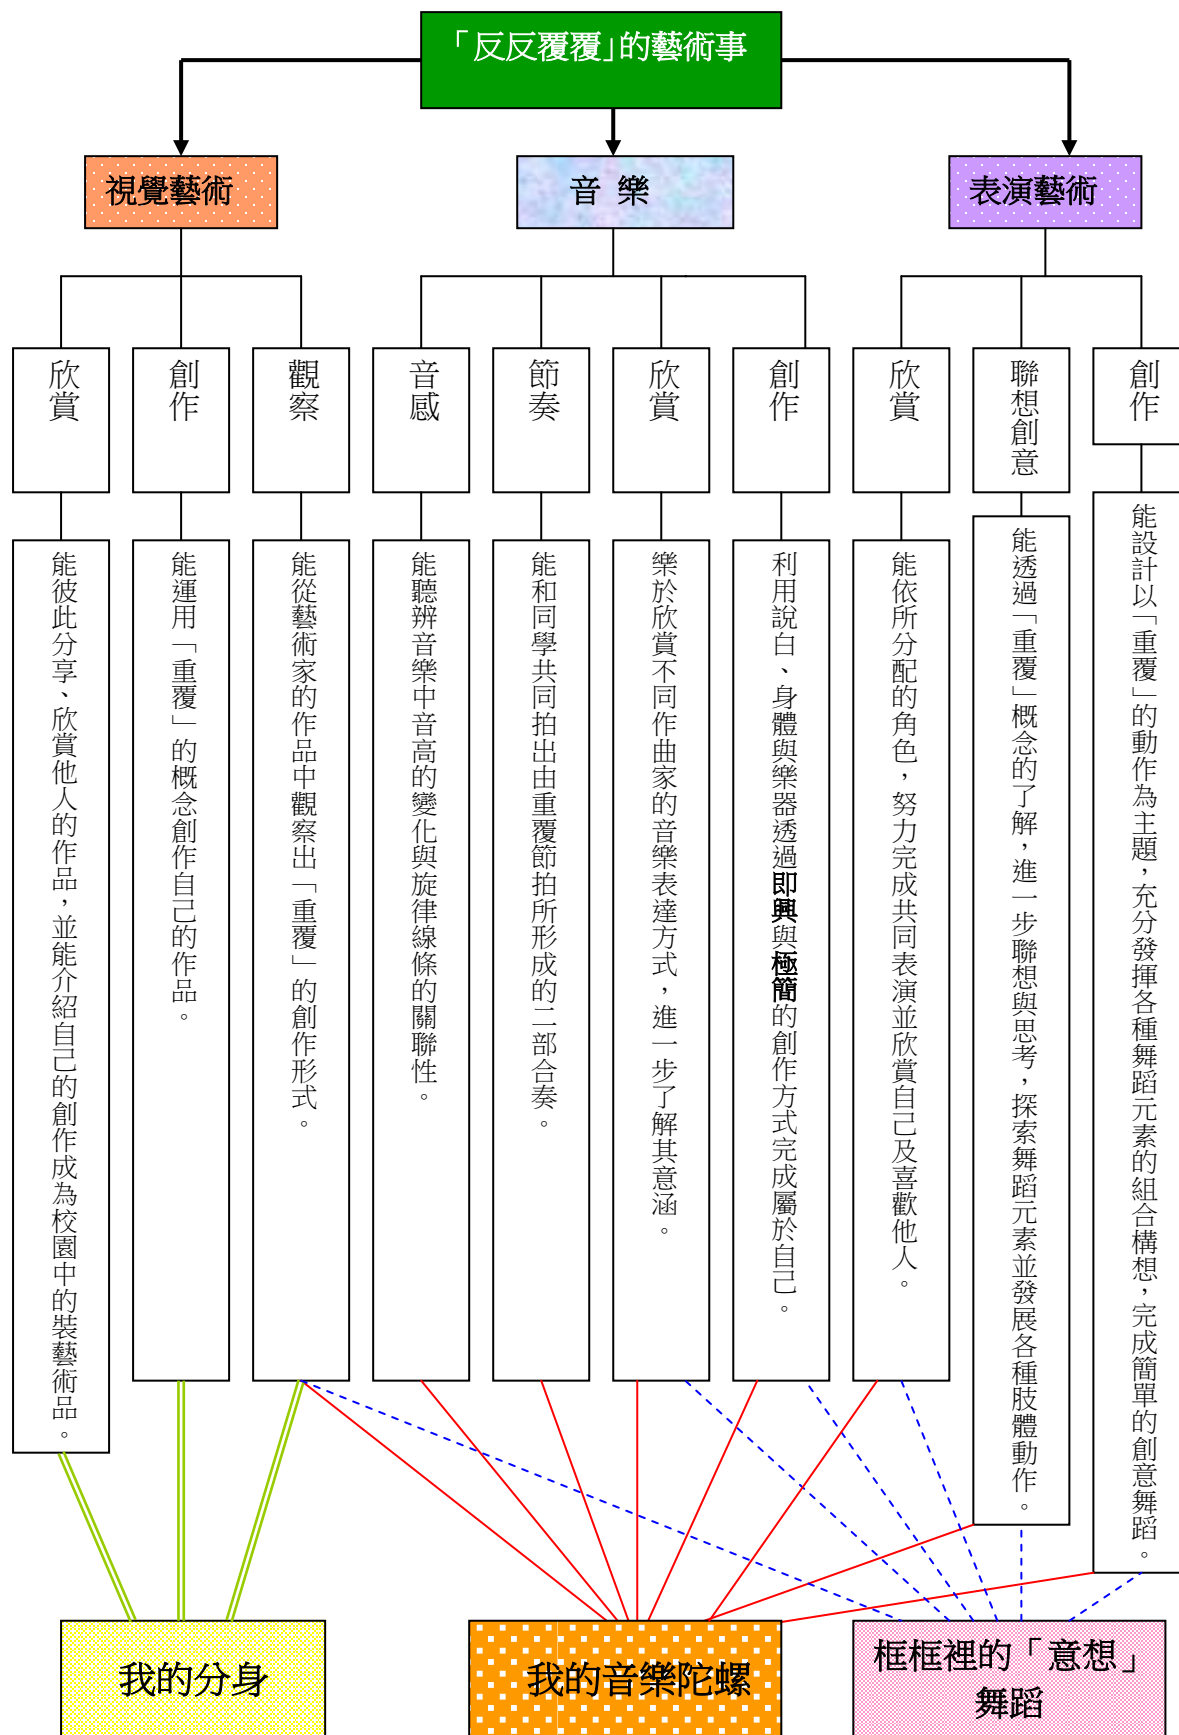 「反反覆覆」的藝術事
視覺藝術
音 樂
表演藝術
欣賞
創作
觀察
音感
節奏
欣賞
創作
欣賞
聯想創意
創作
能彼此分享、欣賞他人的作品，並能介紹自己的創作成為校園中的裝藝術品。
能運用「重覆」的概念創作自己的作品。
能從藝術家的作品中觀察出「重覆」的創作形式。
能聽辨音樂中音高的變化與旋律線條的關聯性。
能和同學共同拍出由重覆節拍所形成的二部合奏。
樂於欣賞不同作曲家的音樂表達方式，進一步了解其意涵。
利用說白、身體與樂器透過即興與極簡的創作方式完成屬於自己。
能依所分配的角色，努力完成共同表演並欣賞自己及喜歡他人。
能透過「重覆」概念的了解，進一步聯想與思考，探索舞蹈元素並發展各種肢體動作。
能設計以「重覆」的動作為主題，充分發揮各種舞蹈元素的組合構想，完成簡單的創意舞蹈。
我的分身
我的音樂陀螺
框框裡的「意想」
舞蹈